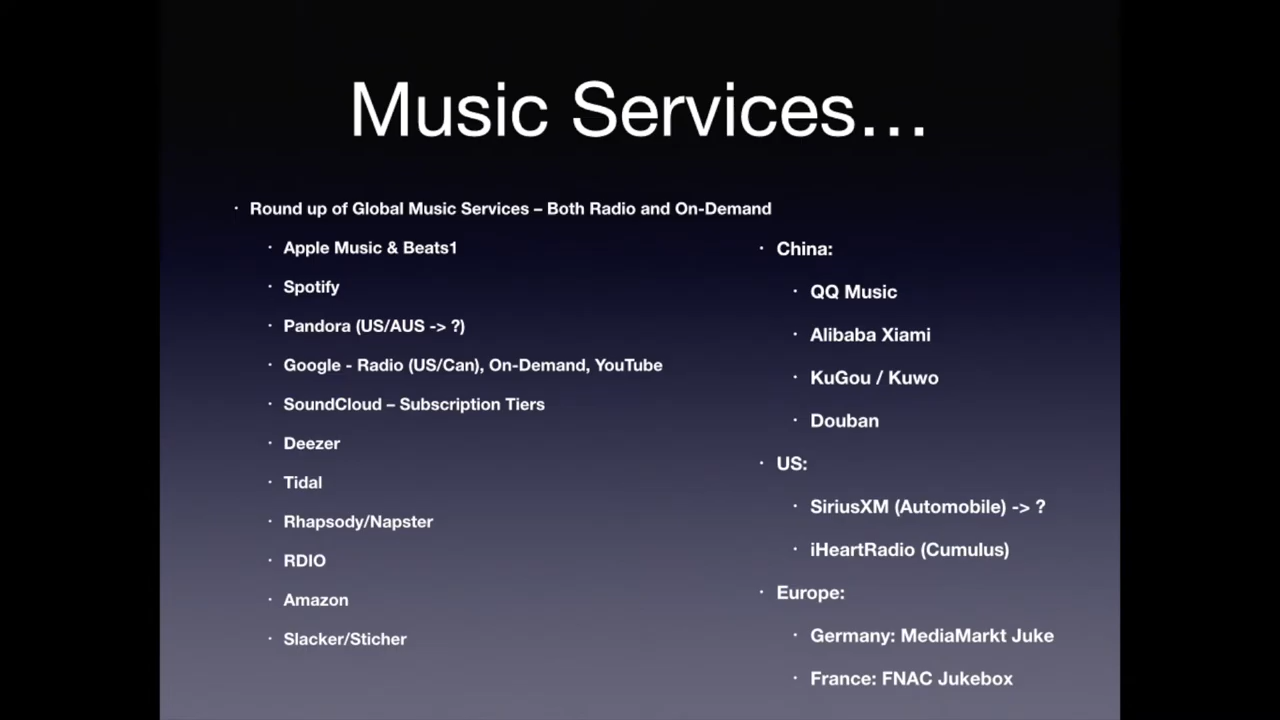 Music Services...
• Round up of Global Music Services – Both Radio and On-Demand
• Apple Music & Beats1
• Spotify
• Pandora (US/AUS -> ?)
• Google - Radio (US/Can), On-Demand, YouTube
• SoundCloud – Subscription Tiers
• Deezer
• Tidal
• Rhapsody/Napster
• RDIO
• Amazon
• Slacker/Sticher
• China:
• QQ Music
• Alibaba Xiami
• KuGou / Kuwo
• Douban
• US:
• SiriusXM (Automobile) -> ?
• iHeartRadio (Cumulus)
• Europe:
• Germany: MediaMarkt Juke
• France: FNAC Jukebox